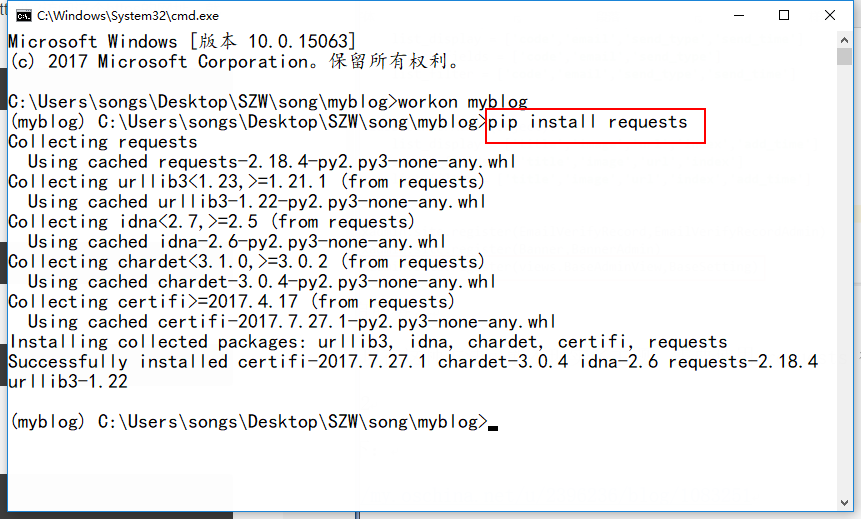 C:\Windows\System32\cmd.exe
Microsoft Windows [版本 10.0.15063]
(c) 2017 Microsoft Corporation。保留所有权利。
C:\Users\songs\Desktop\SZW\song\myblog>workon myblog
(myblog) C:\Users\songs\Desktop\SZW\song\myblog>pip install requests
Collecting requests
  Using cached requests-2.18.4-py2.py3-none-any.whl
Collecting urllib3<1.23,>=1.21.1 (from requests)
  Using cached urllib3-1.22-py2.py3-none-any.whl
Collecting idna<2.7,>=2.5 (from requests)
  Using cached idna-2.6-py2.py3-none-any.whl
Collecting chardet<3.1.0,>=3.0.2 (from requests)
  Using cached chardet-3.0.4-py2.py3-none-any.whl
Collecting certifi>=2017.4.17 (from requests)
  Using cached certifi-2017.7.27.1-py2.py3-none-any.whl
Installing collected packages: urllib3, idna, chardet, certifi, requests
Successfully installed certifi-2017.7.27.1 chardet-3.0.4 idna-2.6 requests-2.18.4
urllib3-1.22
(myblog) C:\Users\songs\Desktop\SZW\song\myblog>